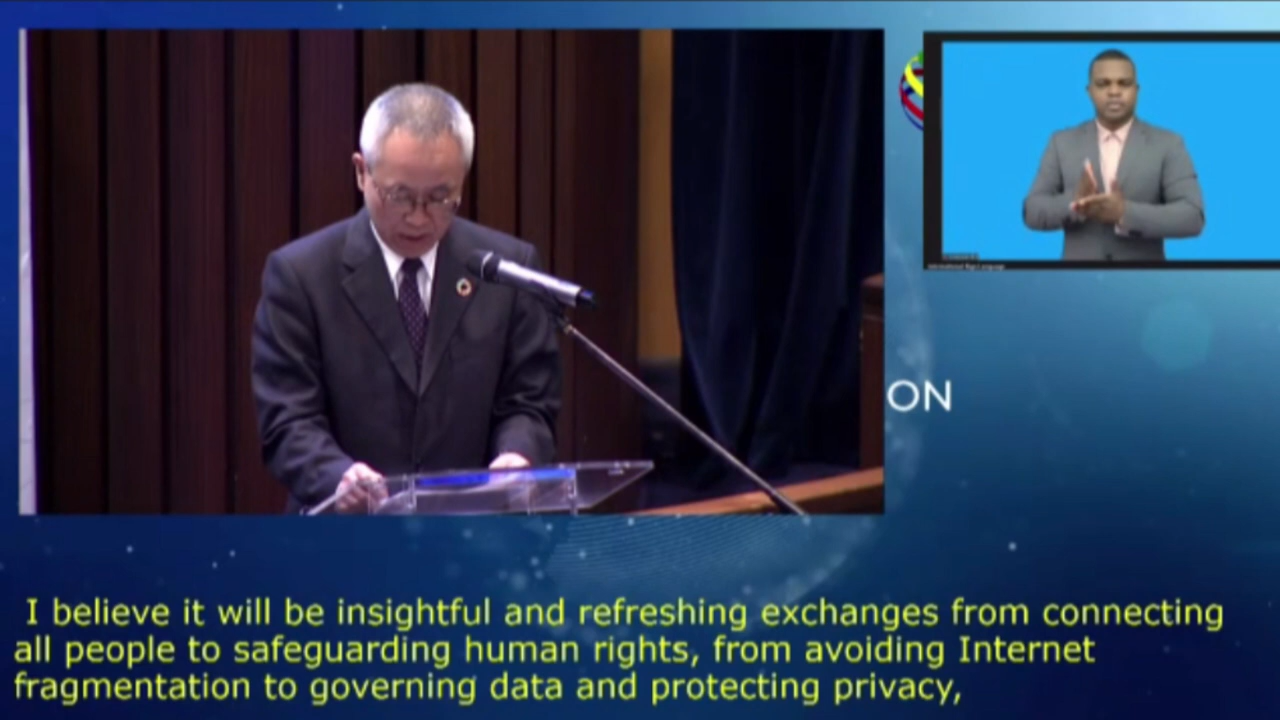 ON
I believe it will be insightful and refreshing exchanges from connecting
all people to safeguarding human rights, from avoiding Internet
fragmentation to governing data and protecting privacy,